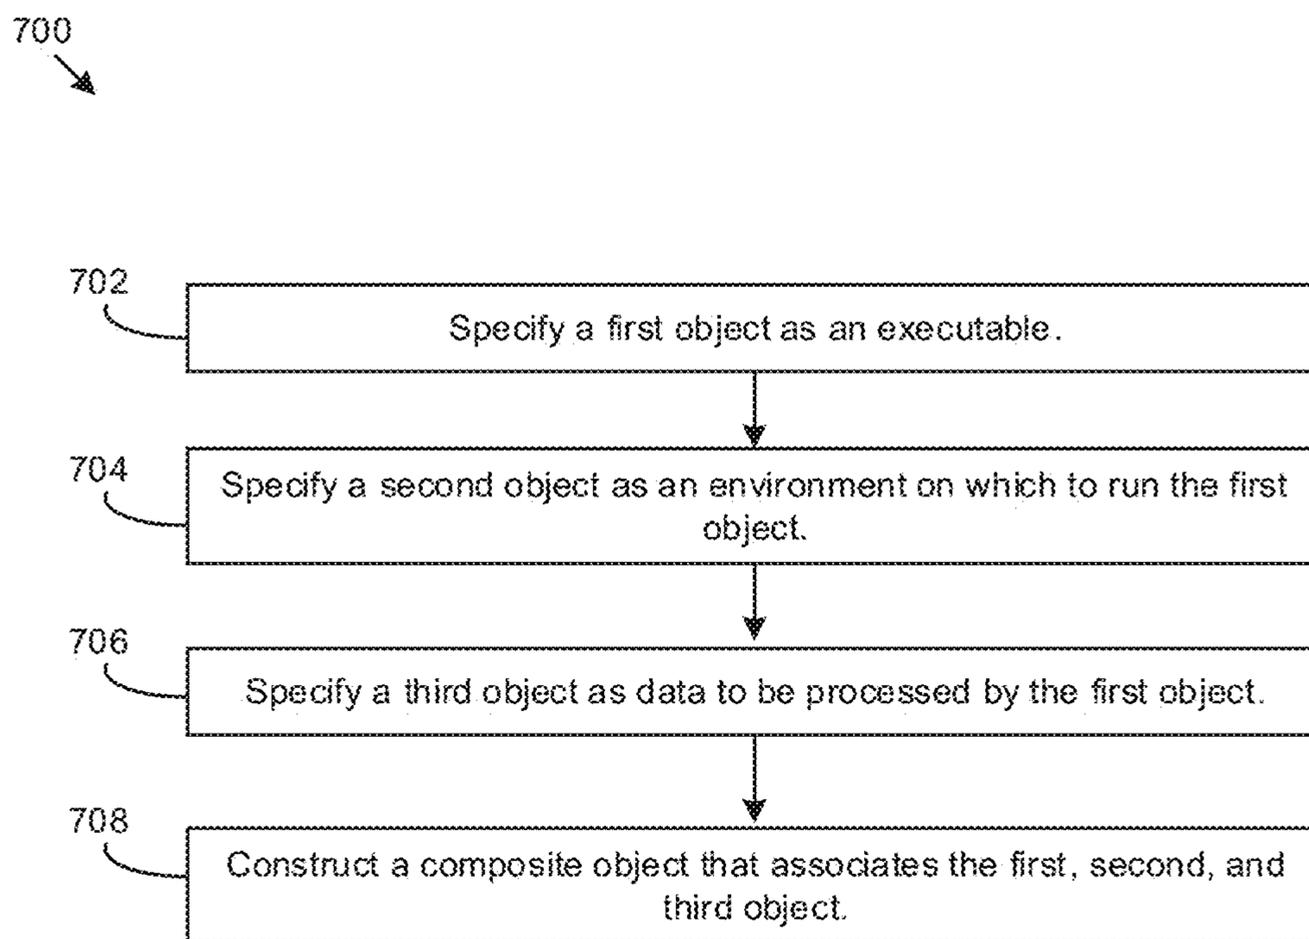 700
702
Specify a first object as an executable.
704
Specify a second object as an environment on which to run the first
object.
706
Specify a third object as data to be processed by the first object.
708
Construct a composite object that associates the first, second, and
third object.